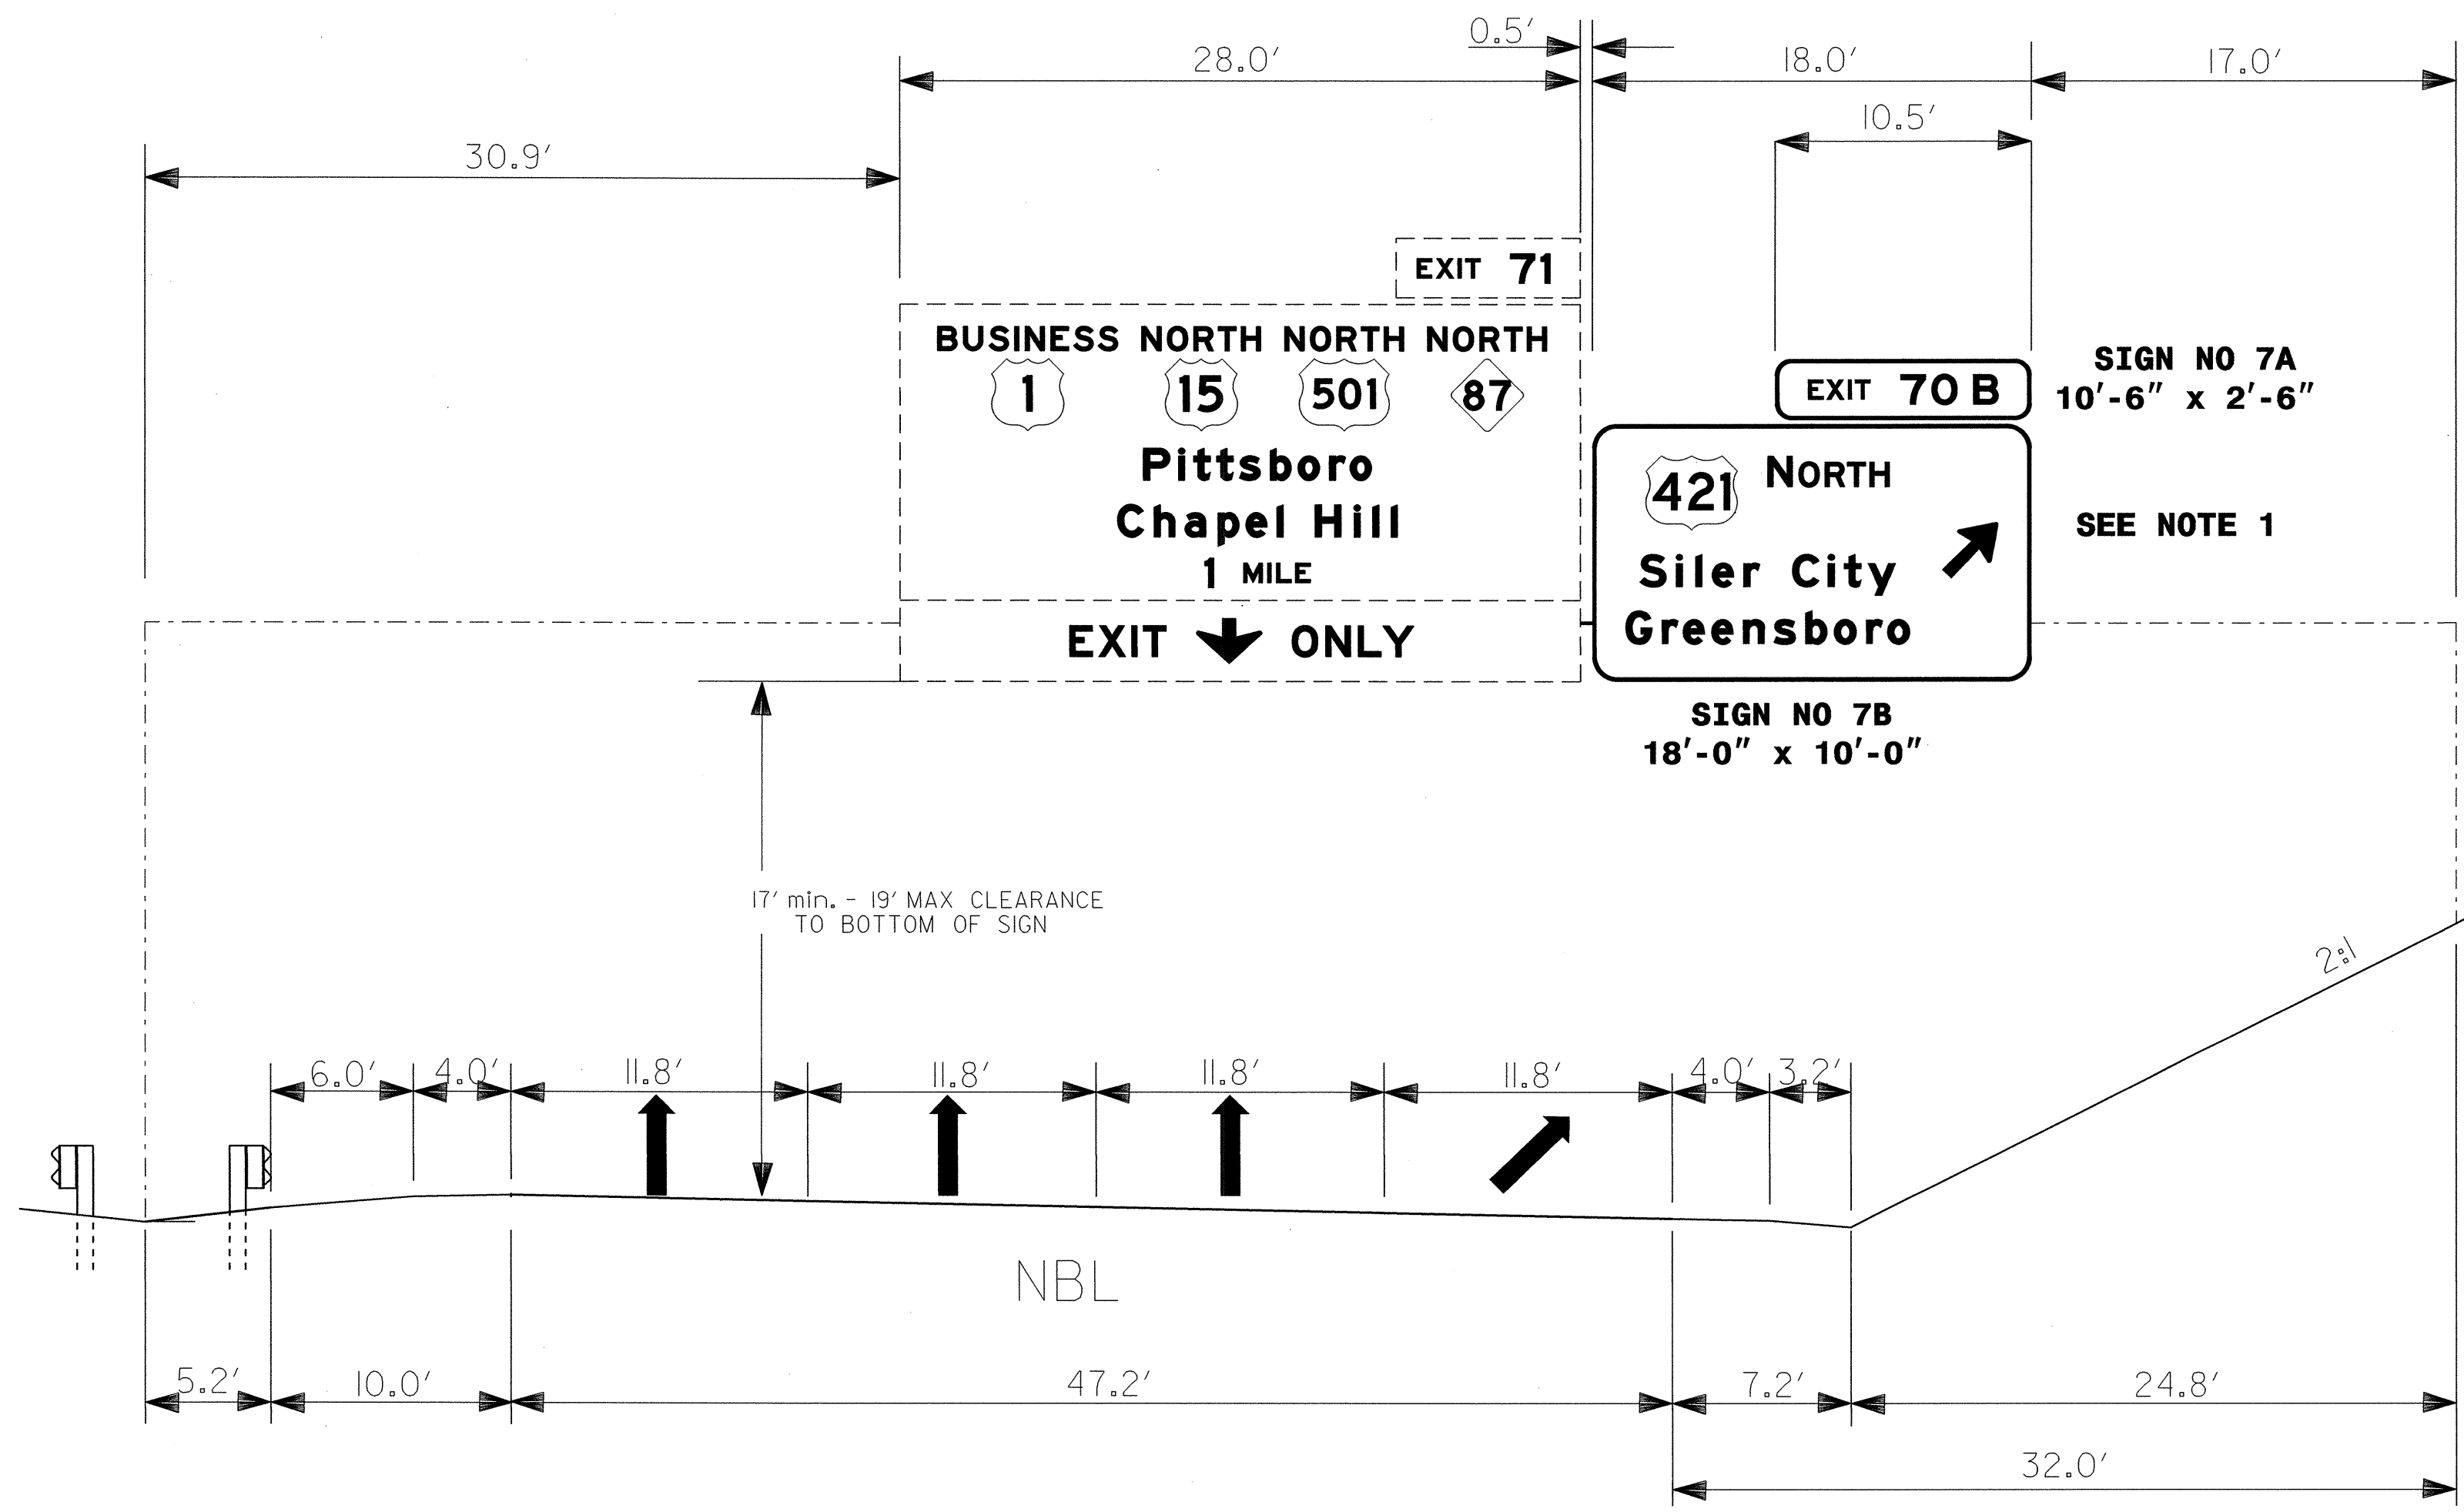 0.5'
28.0'
18.0'
17.0'
10.5'
30.9'
EXIT 71
BUSINESS NORTH NORTH NORTH
1 15 501 87
Pittsboro
Chapel Hill
1 MILE
EXIT ONLY
EXIT 70 B
SIGN NO 7A
10'-6" x 2'-6"
421 NORTH
Siler City
Greensboro
SEE NOTE 1
SIGN NO 7B
18'-0" x 10'-0"
17' min. - 19' MAX CLEARANCE
TO BOTTOM OF SIGN
2:1
6.0' 4.0' 11.8' 11.8' 11.8' 11.8' 4.0' 3.2'
NBL
5.2' 10.0' 47.2' 7.2' 24.8'
32.0'